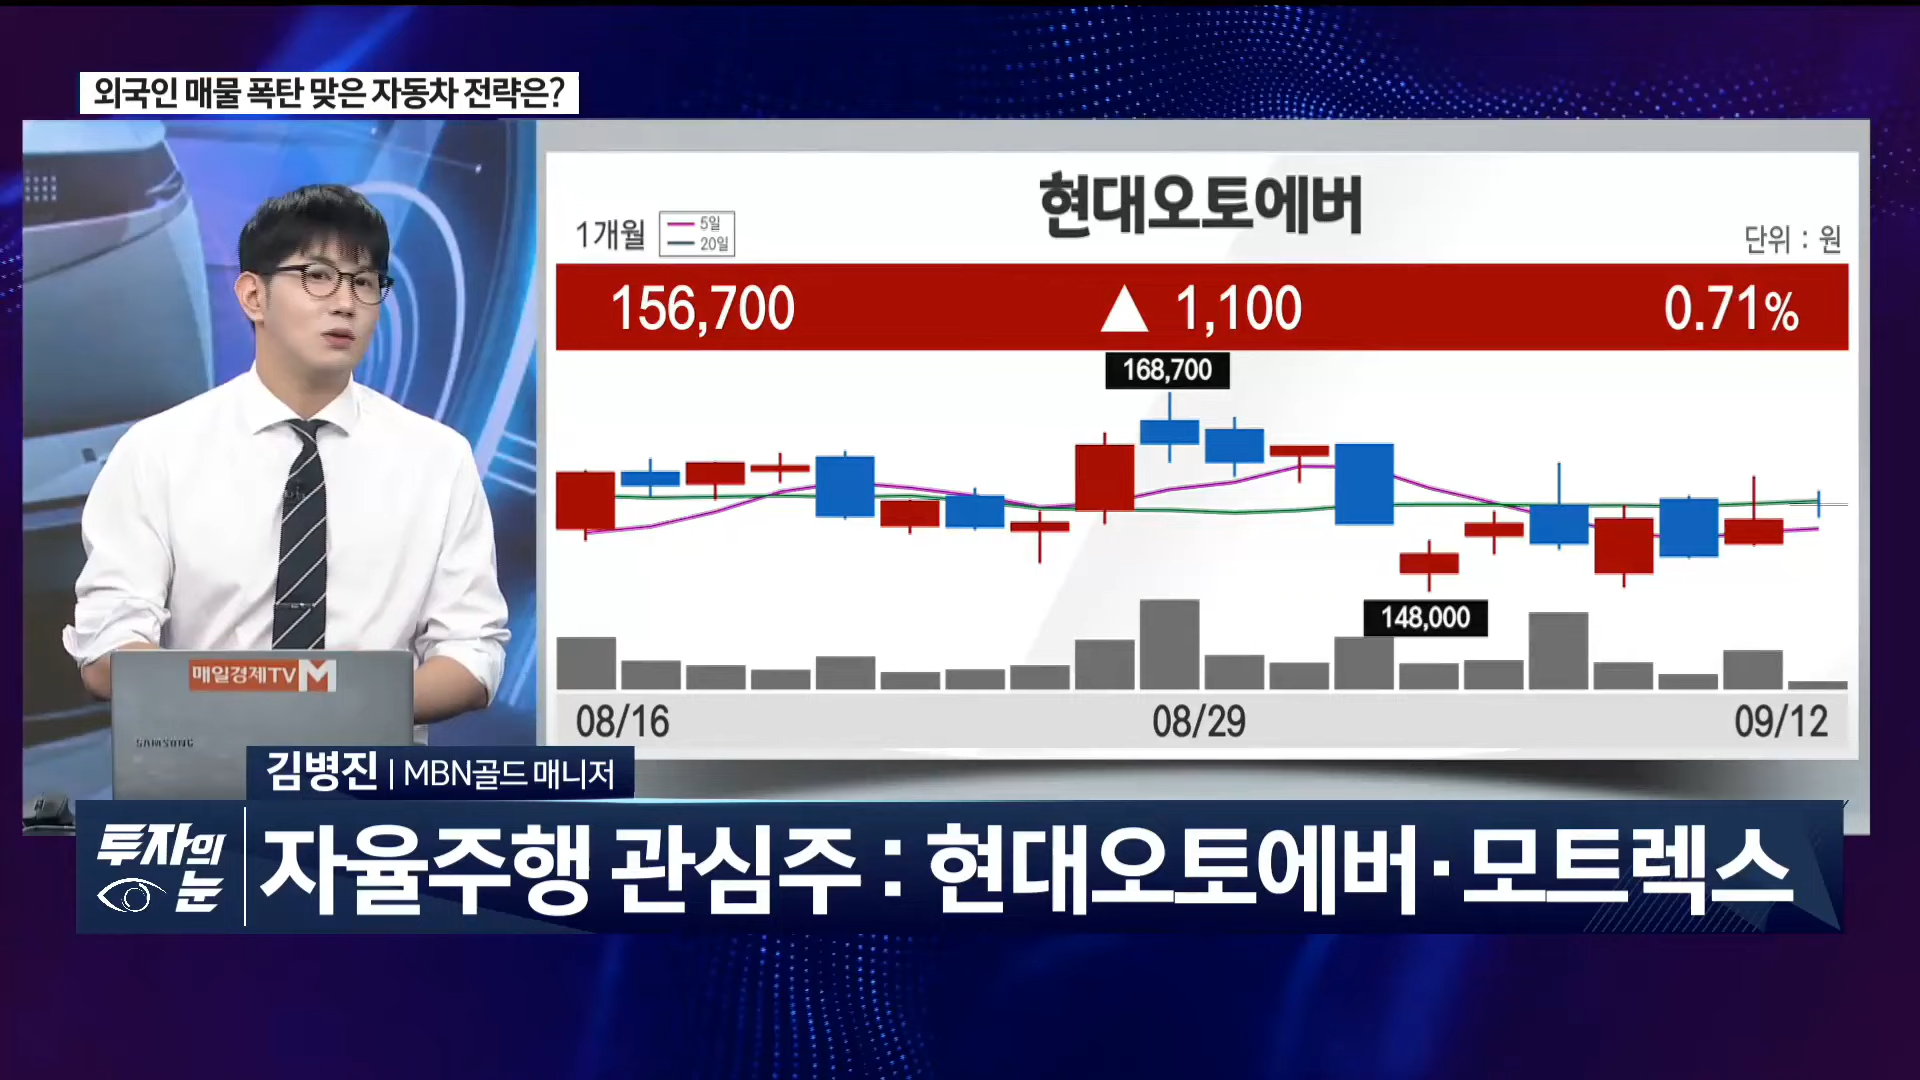 외국인 매물 폭탄 맞은 자동차 전략은?
현대오토에버
1개월
5일
20일
단위 : 원
156,700 ▲ 1,100 0.71%
168,700
148,000
08/16 08/29 09/12
매일경제TV M
SAMSUNG
김병진 | MBN골드 매니저
투자의
눈
자율주행 관심주 : 현대오토에버·모트렉스